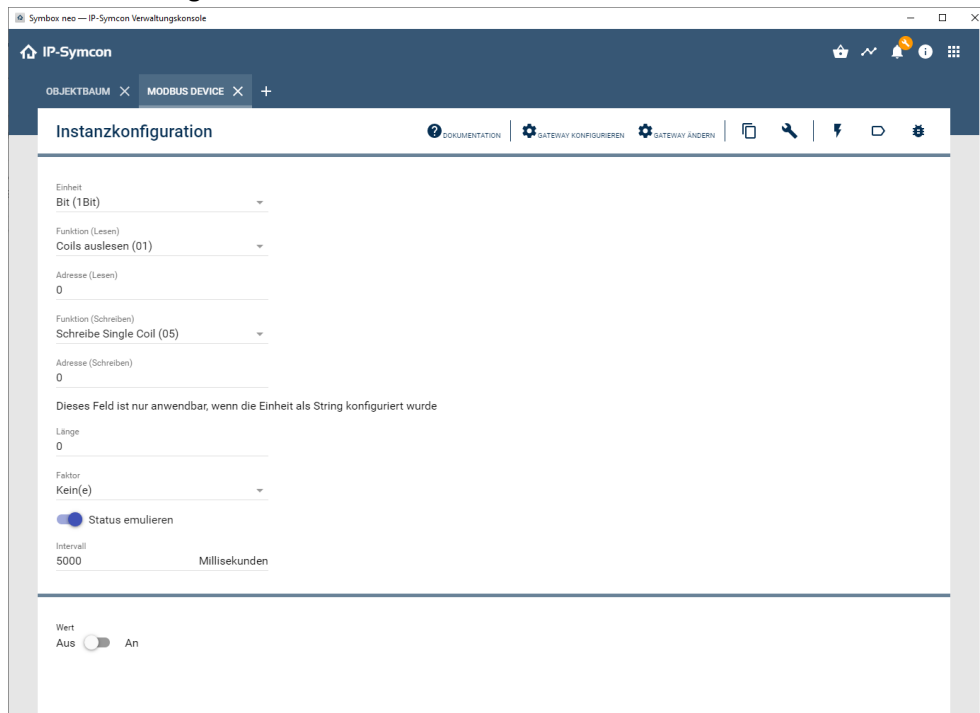 Symbox neo — IP-Symcon Verwaltungskonsole
IP-Symcon
OBJEKTBAUM MODBUS DEVICE
Instanzkonfiguration DOKUMENTATION GATEWAY KONFIGURIEREN GATEWAY ÄNDERN
Einheit
Bit (1Bit)
Funktion (Lesen)
Coils auslesen (01)
Adresse (Lesen)
0
Funktion (Schreiben)
Schreibe Single Coil (05)
Adresse (Schreiben)
0
Dieses Feld ist nur anwendbar, wenn die Einheit als String konfiguriert wurde
Länge
0
Faktor
Kein(e)
Status emulieren
Intervall
5000 Millisekunden
Wert
Aus An